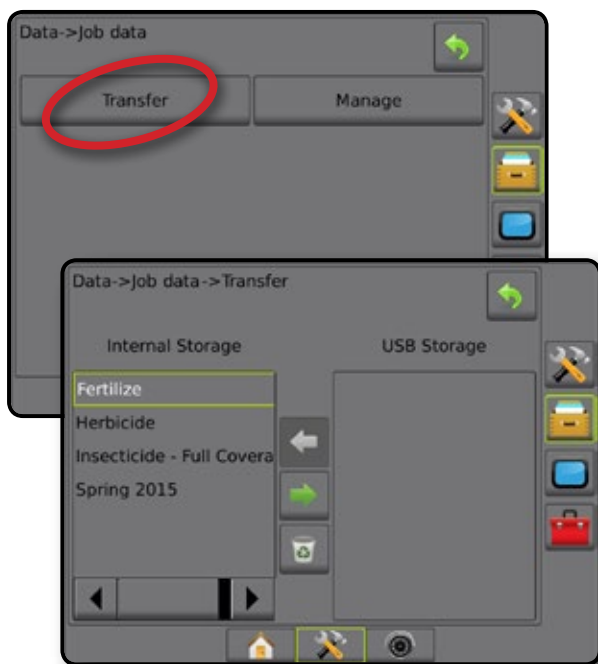 Data->Job data
Transfer
Manage
Data->Job data->Transfer
Internal Storage
USB Storage
Fertilize
Herbicide
Insecticide - Full Covera
Spring 2015